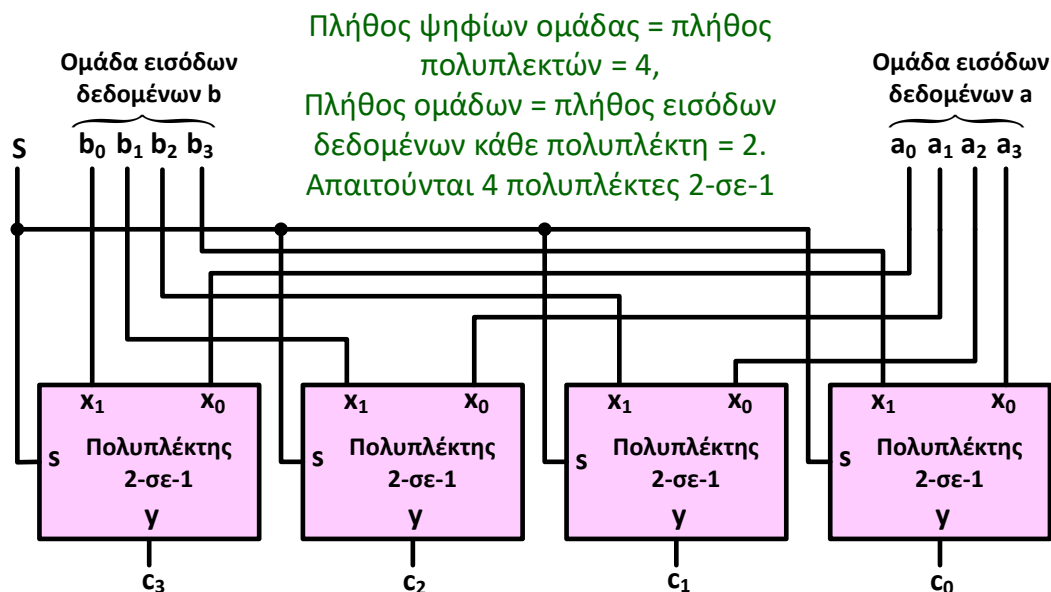 Πλήθος ψηφίων ομάδας = πλήθος
πολυπλεκτών = 4,
Πλήθος ομάδων = πλήθος εισόδων
δεδομένων κάθε πολυπλέκτη = 2.
Απαιτούνται 4 πολυπλέκτες 2-σε-1
Ομάδα εισόδων
δεδομένων b
Ομάδα εισόδων
δεδομένων a
S b₀ b₁ b₂ b₃ a₀ a₁ a₂ a₃
x₁ x₀ x₁ x₀ x₁ x₀ x₁ x₀
s Πολυπλέκτης s Πολυπλέκτης s Πολυπλέκτης s Πολυπλέκτης
2-σε-1 2-σε-1 2-σε-1 2-σε-1
y y y y
c₃ c₂ c₁ c₀